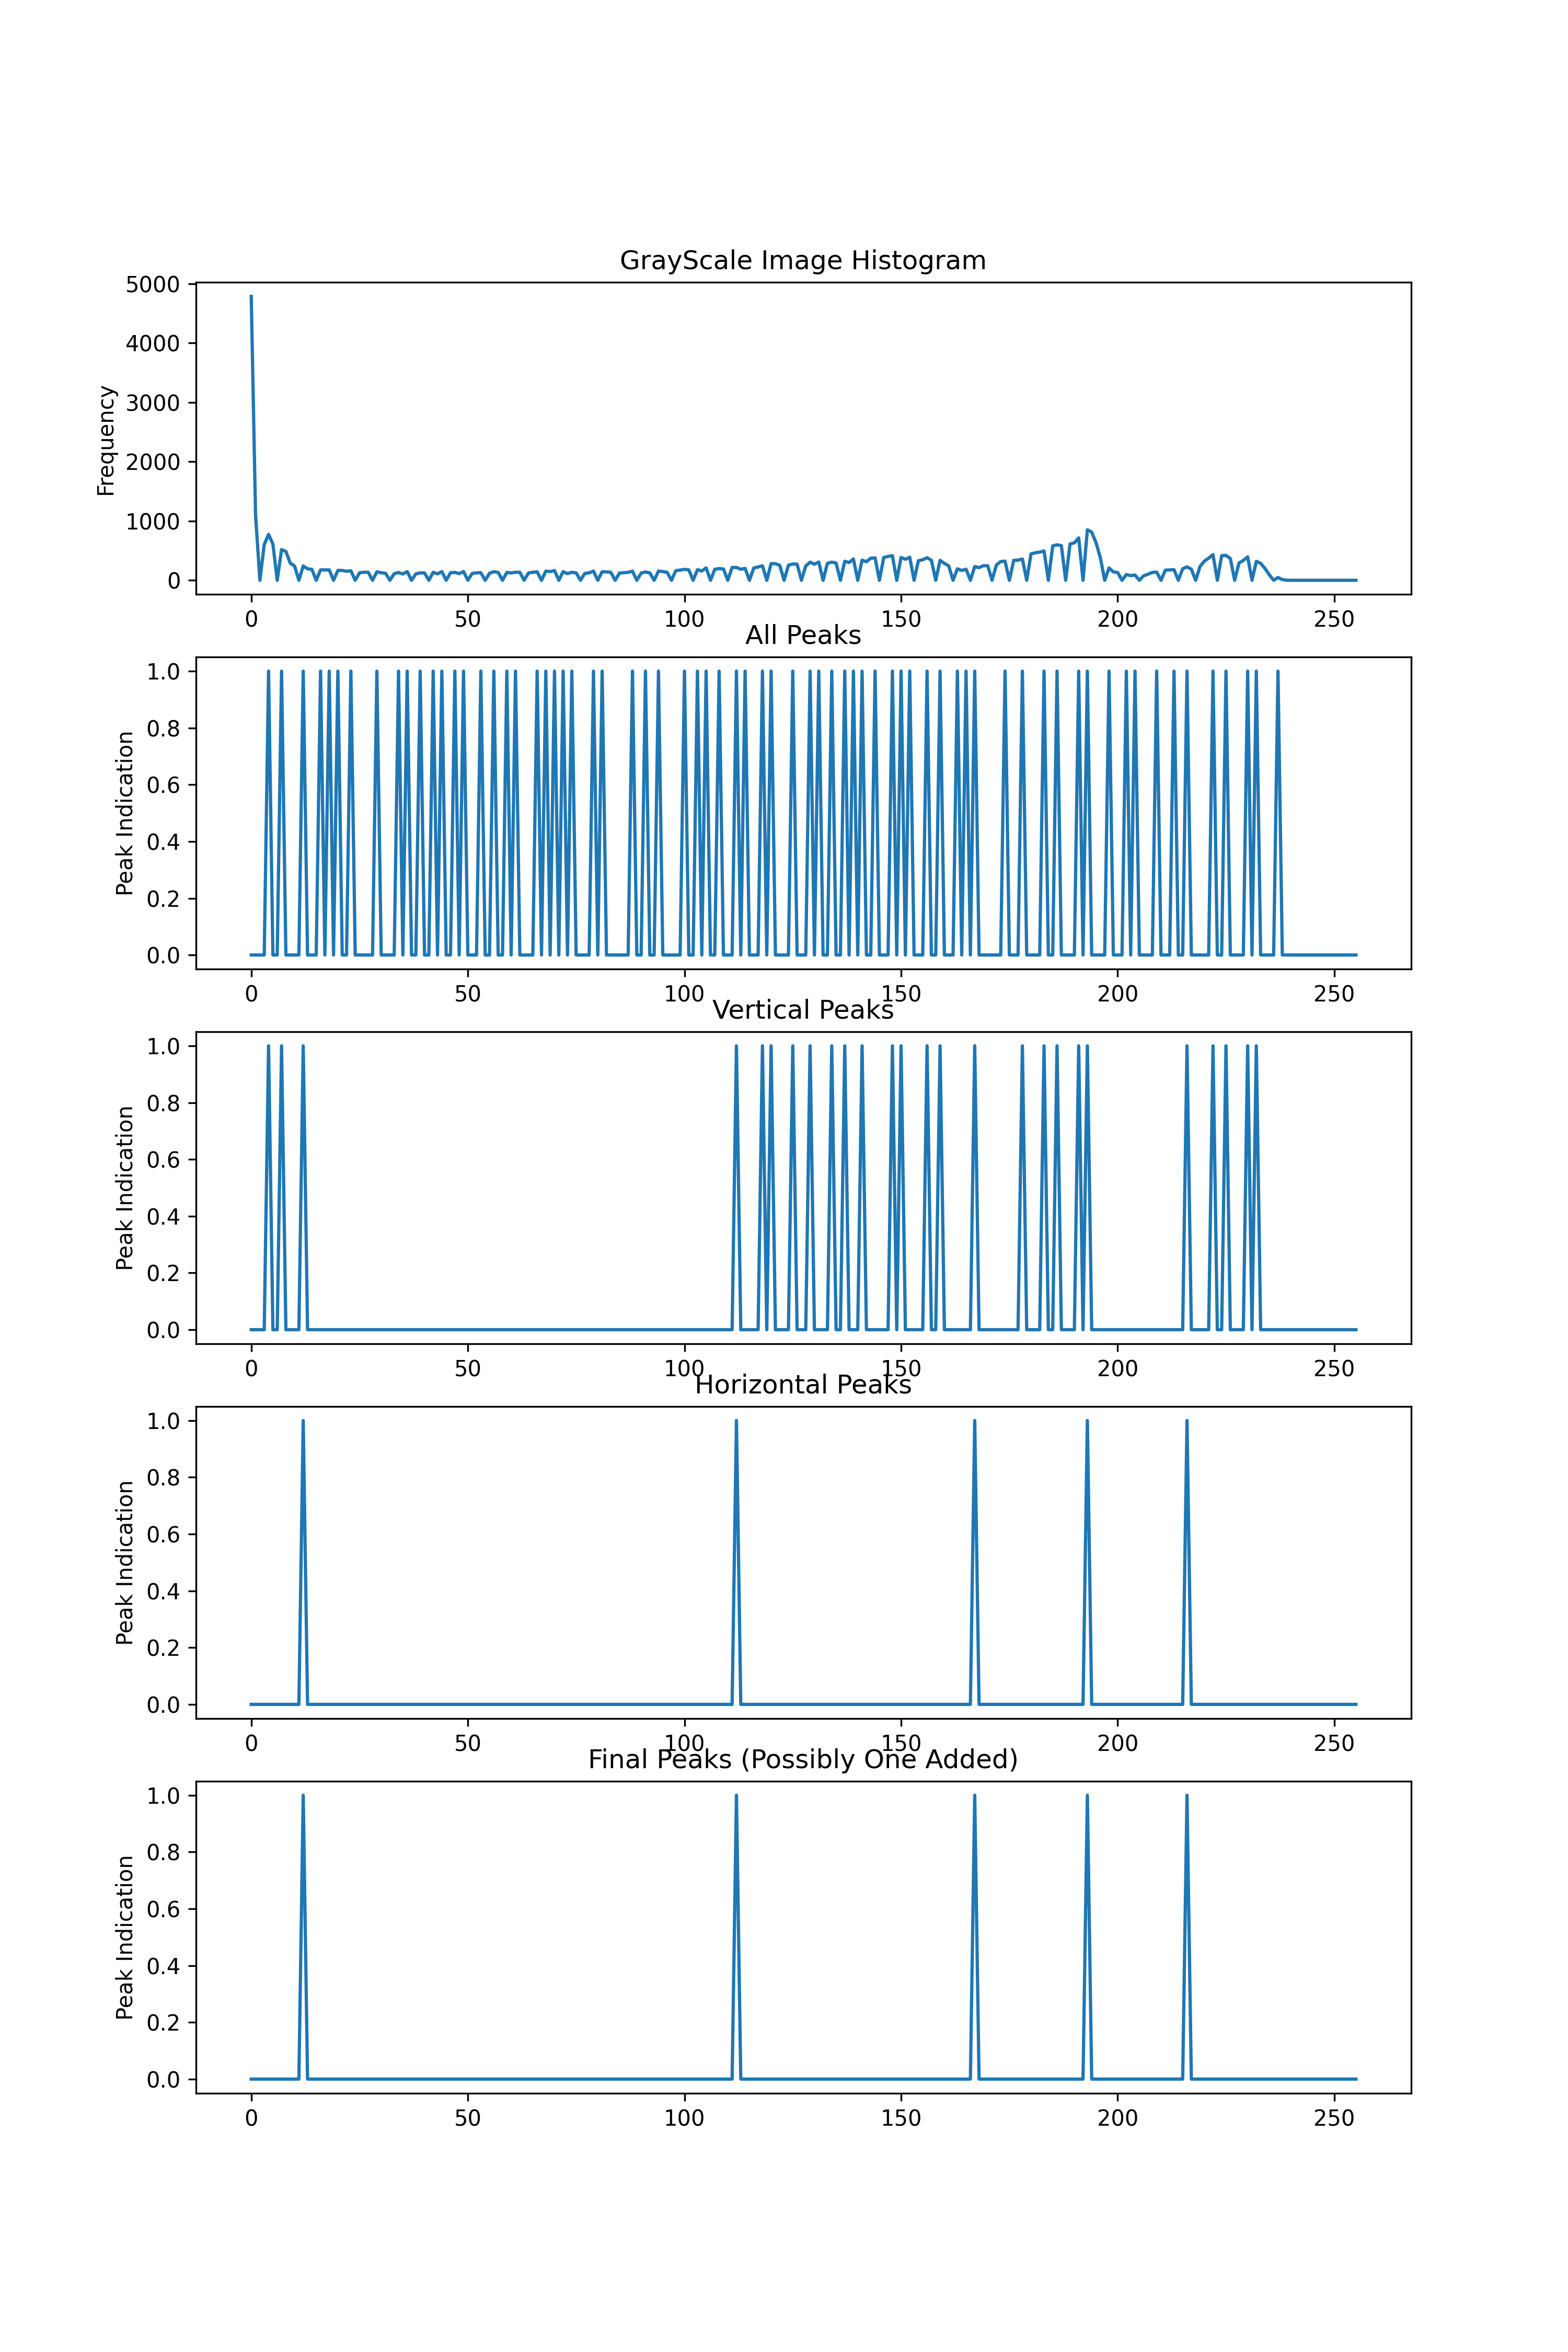 GrayScale Image Histogram
Frequency
5000
4000
3000
2000
1000
0
0 50 100 150 200 250
All Peaks
Peak Indication
1.0
0.8
0.6
0.4
0.2
0.0
0 50 100 150 200 250
Vertical Peaks
Peak Indication
1.0
0.8
0.6
0.4
0.2
0.0
0 50 100 150 200 250
Horizontal Peaks
Peak Indication
1.0
0.8
0.6
0.4
0.2
0.0
0 50 100 150 200 250
Final Peaks (Possibly One Added)
Peak Indication
1.0
0.8
0.6
0.4
0.2
0.0
0 50 100 150 200 250